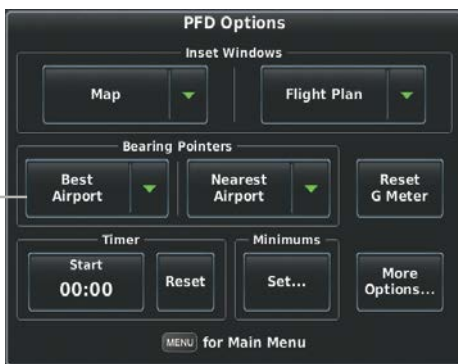 PFD Options
Inset Windows
Map
Flight Plan
Bearing Pointers
Best
Airport
Nearest
Airport
Reset
G Meter
Timer
Start
00:00
Reset
Minimums
Set...
More
Options...
MENU for Main Menu